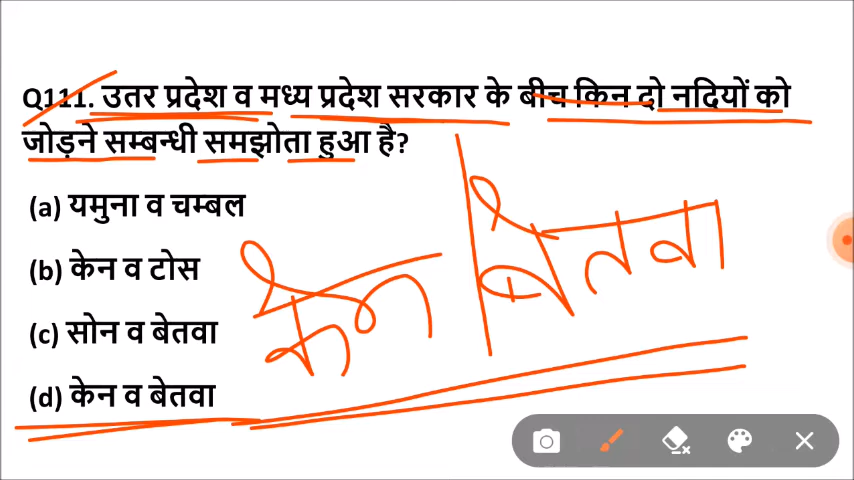 Q111. उतर प्रदेश व मध्य प्रदेश सरकार के बीच किन दो नदियों को
जोड़ने सम्बन्धी समझोता हुआ है?
(a) यमुना व चम्बल
(b) केन व टोस
(c) सोन व बेतवा
(d) केन व बेतवा
केन बेतवा